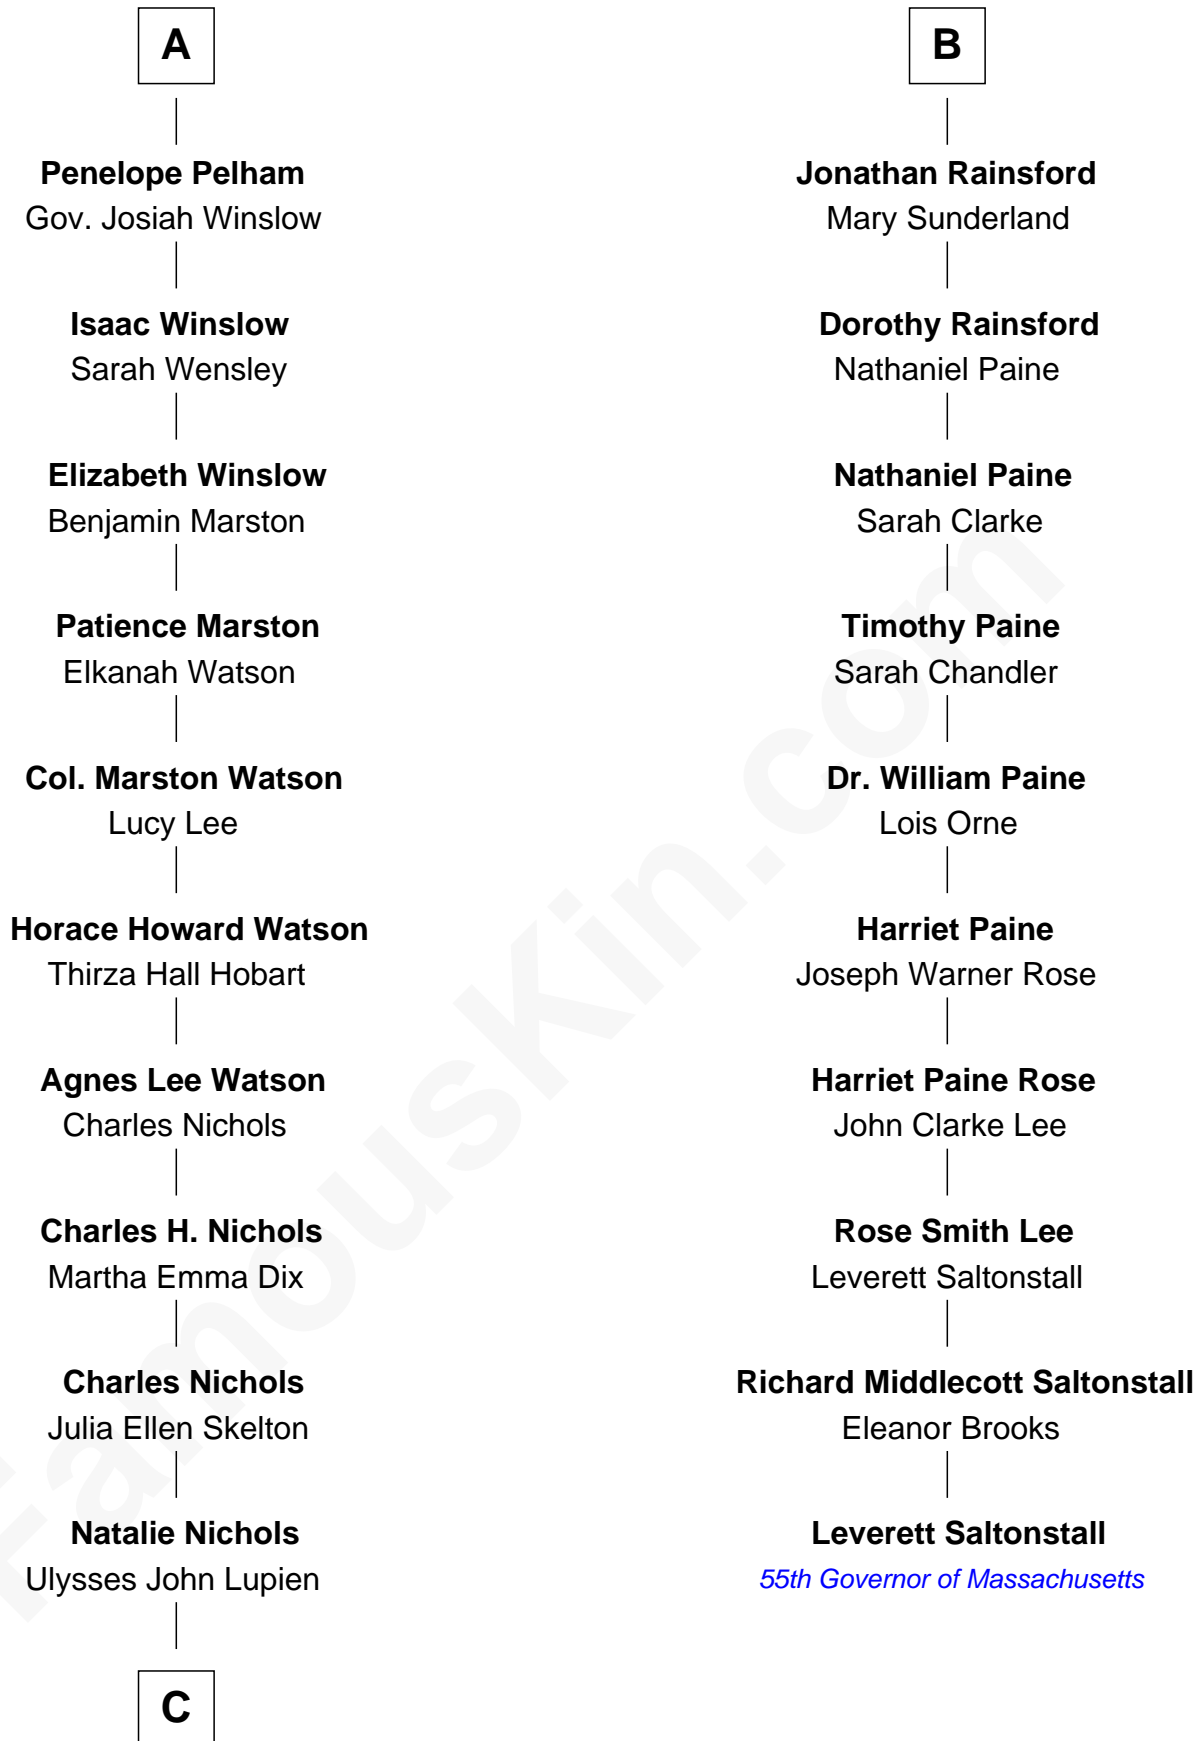 A
Penelope Pelham
Gov. Josiah Winslow
Isaac Winslow
Sarah Wensley
Elizabeth Winslow
Benjamin Marston
Patience Marston
Elkanah Watson
Col. Marston Watson
Lucy Lee
Horace Howard Watson
Thirza Hall Hobart
Agnes Lee Watson
Charles Nichols
Charles H. Nichols
Martha Emma Dix
Charles Nichols
Julia Ellen Skelton
Natalie Nichols
Ulysses John Lupien
C
B
Jonathan Rainsford
Mary Sunderland
Dorothy Rainsford
Nathaniel Paine
Nathaniel Paine
Sarah Clarke
Timothy Paine
Sarah Chandler
Dr. William Paine
Lois Orne
Harriet Paine
Joseph Warner Rose
Harriet Paine Rose
John Clarke Lee
Rose Smith Lee
Leverett Saltonstall
Richard Middlecott Saltonstall
Eleanor Brooks
Leverett Saltonstall
55th Governor of Massachusetts
FamousKin.com